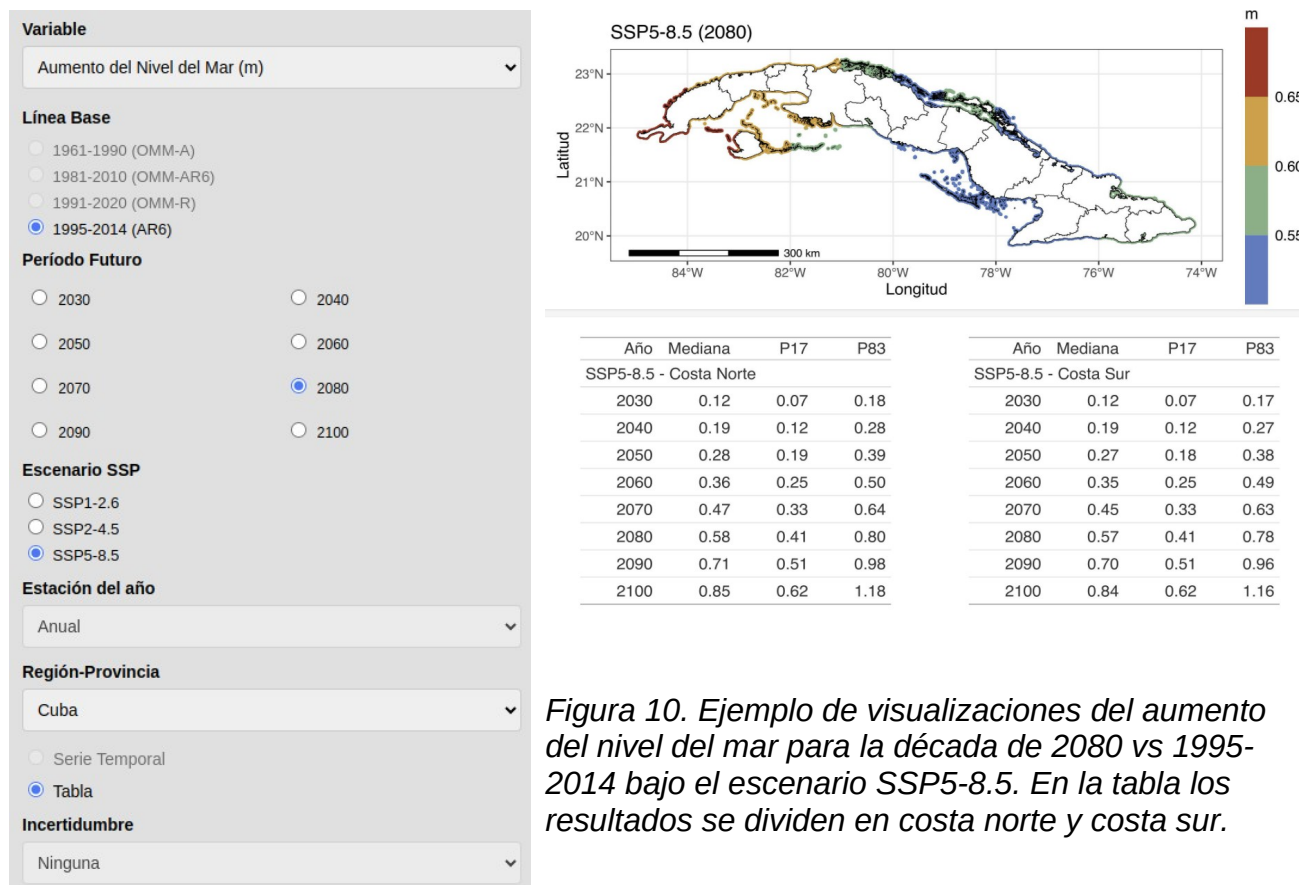 Variable
Aumento del Nivel del Mar (m)
Línea Base
1961-1990 (OMM-A)
1981-2010 (OMM-AR6)
1991-2020 (OMM-R)
1995-2014 (AR6)
Período Futuro
2030 2040
2050 2060
2070 2080
2090 2100
Escenario SSP
SSP1-2.6
SSP2-4.5
SSP5-8.5
Estación del año
Anual
Región-Provincia
Cuba
Serie Temporal
Tabla
Incertidumbre
Ninguna
SSP5-8.5 (2080)
m
0.65
0.60
0.55
23°N
22°N
21°N
20°N
Latitud
300 km
84°W 82°W 80°W 78°W 76°W 74°W
Longitud
Año Mediana P17 P83
SSP5-8.5 - Costa Norte
2030 0.12 0.07 0.18
2040 0.19 0.12 0.28
2050 0.28 0.19 0.39
2060 0.36 0.25 0.50
2070 0.47 0.33 0.64
2080 0.58 0.41 0.80
2090 0.71 0.51 0.98
2100 0.85 0.62 1.18
Año Mediana P17 P83
SSP5-8.5 - Costa Sur
2030 0.12 0.07 0.17
2040 0.19 0.12 0.27
2050 0.27 0.18 0.38
2060 0.35 0.25 0.49
2070 0.45 0.33 0.63
2080 0.57 0.41 0.78
2090 0.70 0.51 0.96
2100 0.84 0.62 1.16
Figura 10. Ejemplo de visualizaciones del aumento
del nivel del mar para la década de 2080 vs 1995-
2014 bajo el escenario SSP5-8.5. En la tabla los
resultados se dividen en costa norte y costa sur.